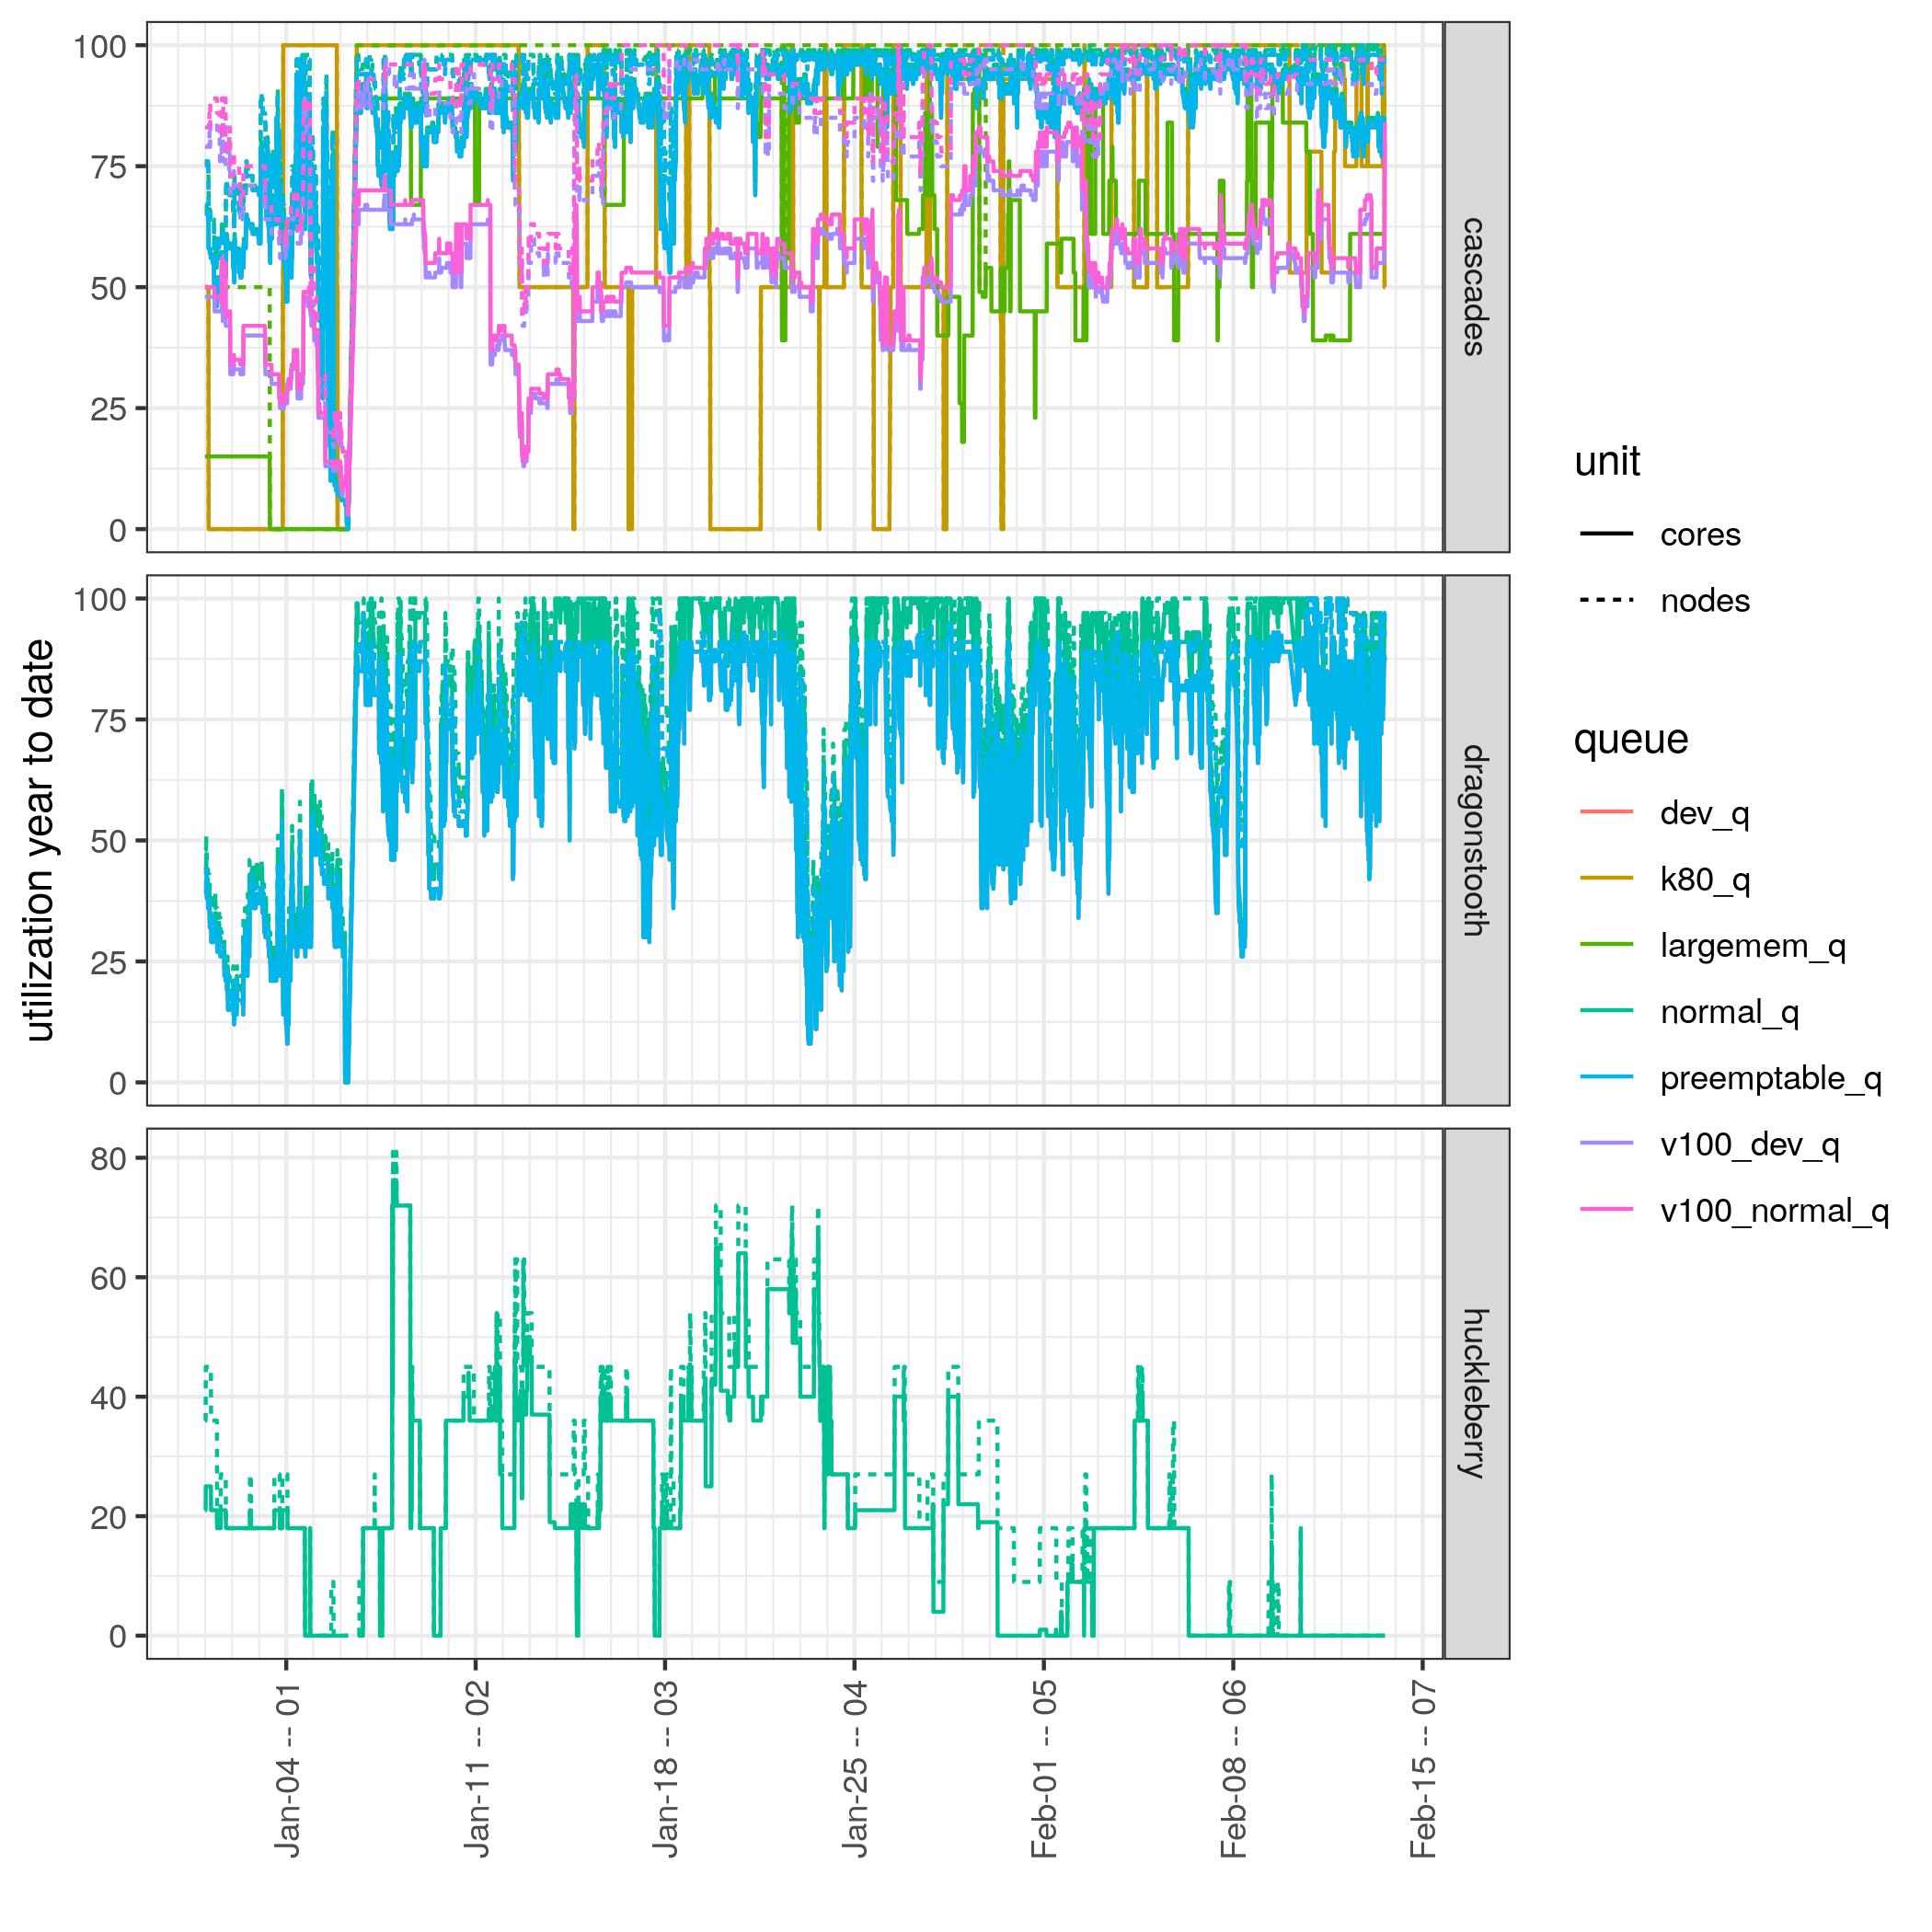 utilization year to date
100
75
50
25
0
cascades
100
75
50
25
0
dragonstooth
80
60
40
20
0
huckleberry
Jan-04 -- 01
Jan-11 -- 02
Jan-18 -- 03
Jan-25 -- 04
Feb-01 -- 05
Feb-08 -- 06
Feb-15 -- 07
unit
cores
nodes
queue
dev_q
k80_q
largemem_q
normal_q
preemptable_q
v100_dev_q
v100_normal_q